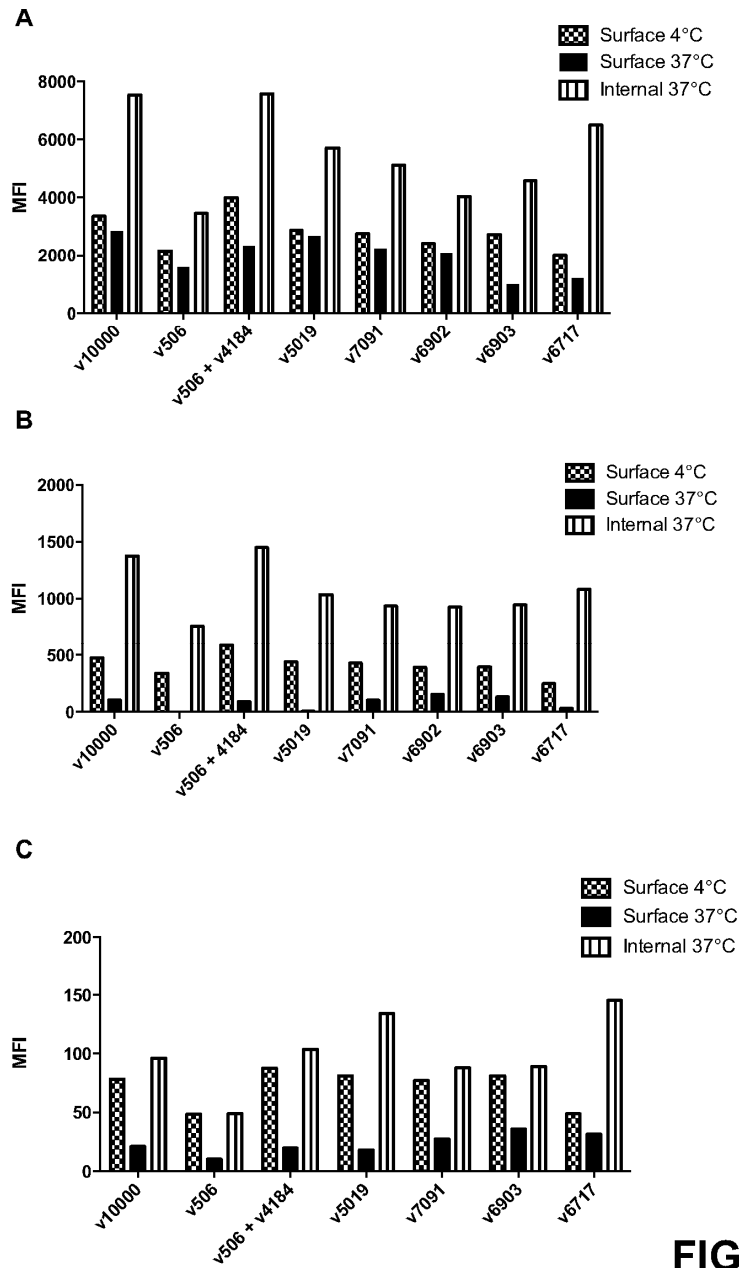 A
Surface 4°C
Surface 37°C
Internal 37°C
MFI
8000
6000
4000
2000
0
v10000
v506
v506 + v4184
v5019
v7091
v6902
v6903
v6717
B
Surface 4°C
Surface 37°C
Internal 37°C
MFI
2000
1500
1000
500
0
v10000
v506
v506 + 4184
v5019
v7091
v6902
v6903
v6717
C
Surface 4°C
Surface 37°C
Internal 37°C
MFI
200
150
100
50
0
v10000
v506
v506 + v4184
v5019
v7091
v6903
v6717
FIG